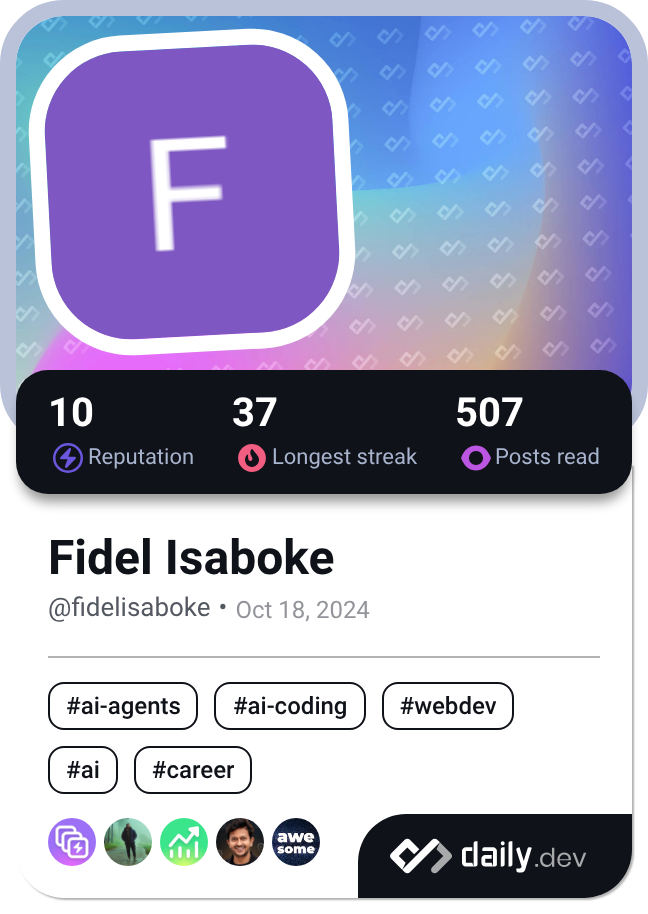 F
10 37 507
Reputation Longest streak Posts read
Fidel Isaboke
@fidelisaboke • Oct 18, 2024
#ai-agents #ai-coding #webdev
#ai #career
awe
some
daily.dev